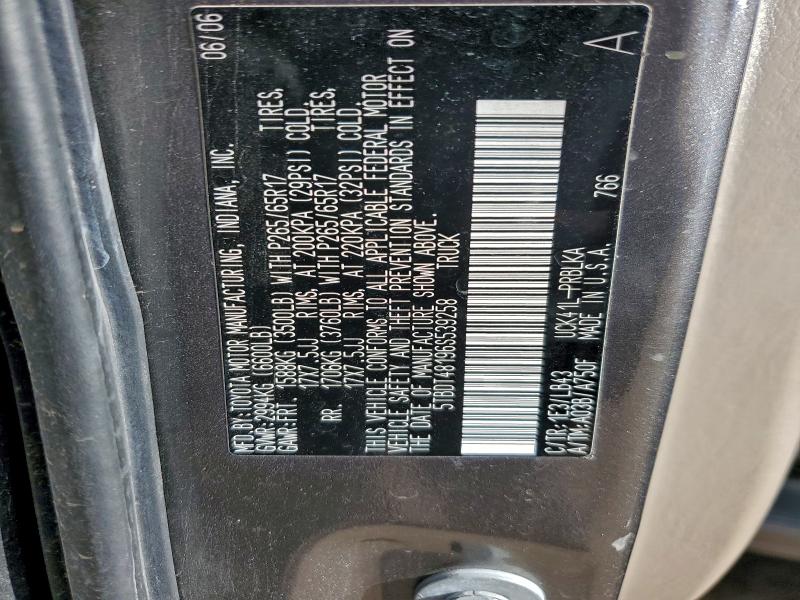 MFD.BY:TOYOTA MOTOR MANUFACTURING, INDIANA, INC. 06/06
GVWR:2994KG (6600LB)
GAWR:FRT. 1588KG (3500LB) WITH P265/65R17 TIRES,
17X7.5JJ RIMS, AT 200KPA (29PSI) COLD.
RR. 1706KG (3760LB) WITH P265/65R17 TIRES,
17X7.5JJ RIMS, AT 220KPA (32PSI) COLD.
THIS VEHICLE CONFORMS TO ALL APPLICABLE FEDERAL MOTOR
VEHICLE SAFETY AND THEFT PREVENTION STANDARDS IN EFFECT ON
THE DATE OF MANUFACTURE SHOWN ABOVE.
5TBDT48196S539258 TRUCK
C/TR:1E3/LB43 UCX41L-PRBLKA 766
A/TM:A03B/A750F MADE IN U.S.A. A